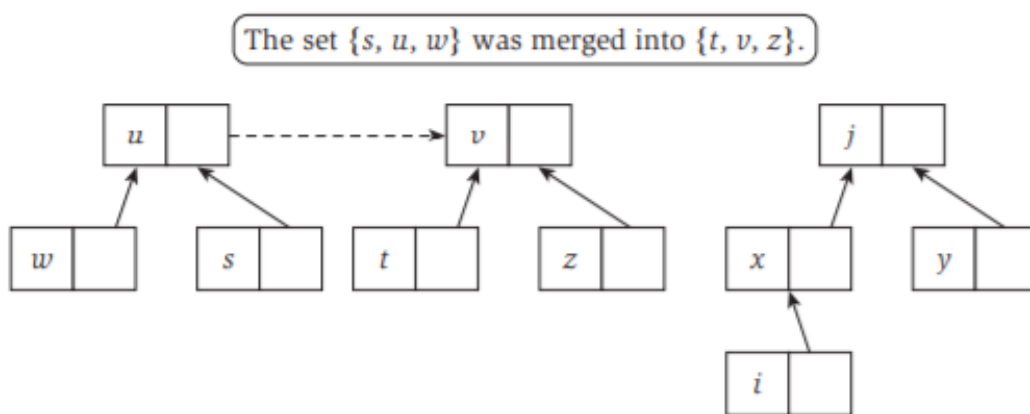 The set {s, u, w} was merged into {t, v, z}.
u v j
w s t z x y
i